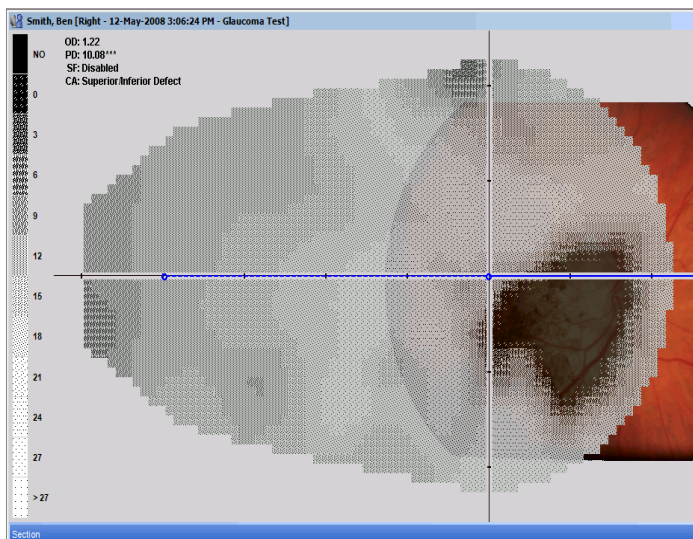 Smith, Ben [Right - 12-May-2008 3:06:24 PM - Glaucoma Test]
OD: 1.22
PD: 10.08***
SF: Disabled
CA: Superior/Inferior Defect
NO
0
3
6
9
12
15
18
21
24
27
> 27
Section